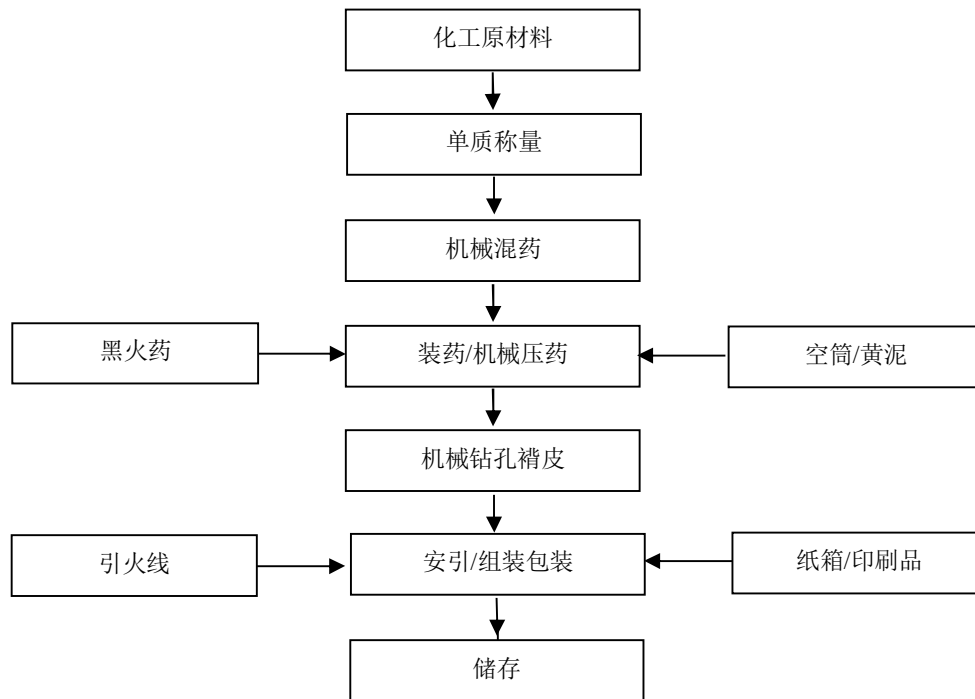 化工原材料
单质称量
机械混药
黑火药
装药/机械压药
空筒/黄泥
机械钻孔褙皮
引火线
安引/组装包装
纸箱/印刷品
储存